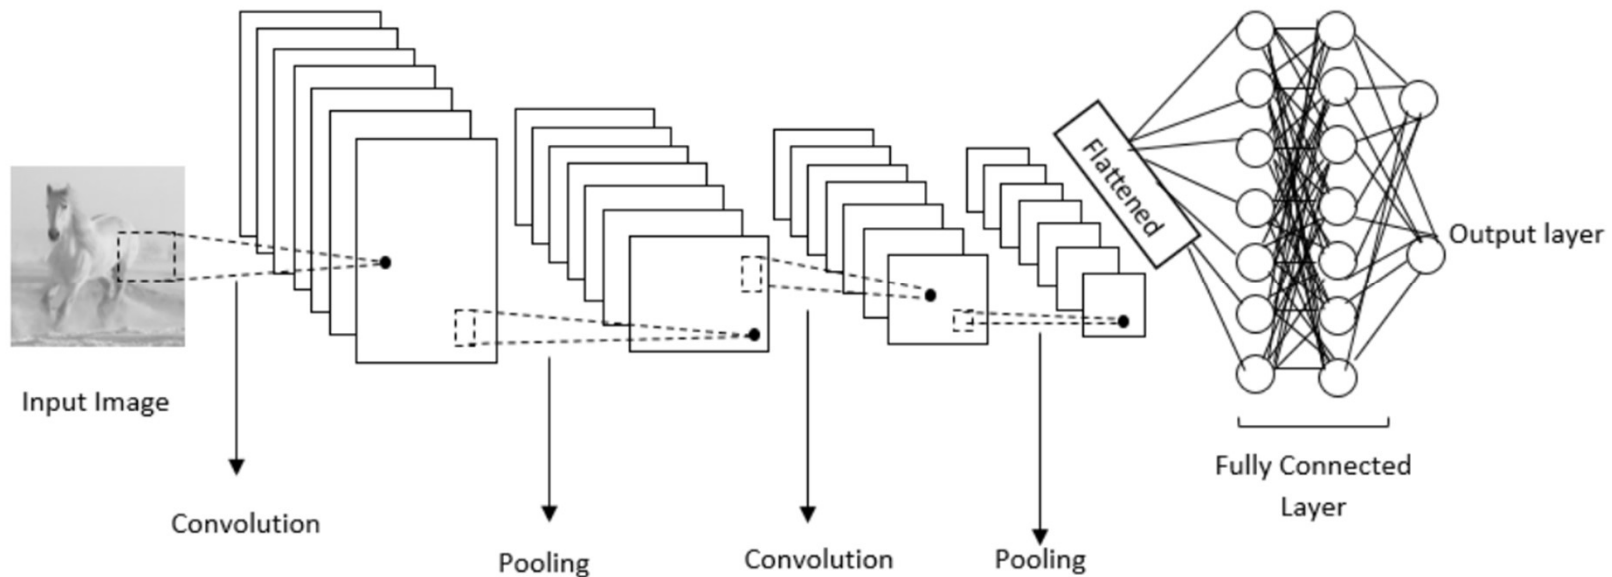 Input Image
Convolution
Pooling
Convolution
Pooling
Flattened
Fully Connected
Layer
Output layer